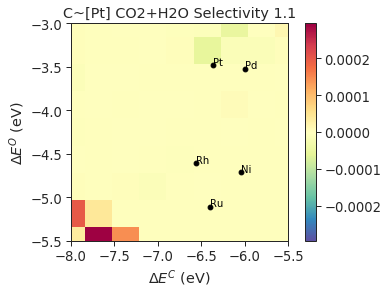 C~[Pt] CO2+H2O Selectivity 1.1
−3.0
−3.5
−4.0
−4.5
−5.0
−5.5
ΔE^O (eV)
Pt
Pd
Rh
Ni
Ru
−8.0 −7.5 −7.0 −6.5 −6.0 −5.5
ΔE^C (eV)
0.0002
0.0001
0.0000
−0.0001
−0.0002